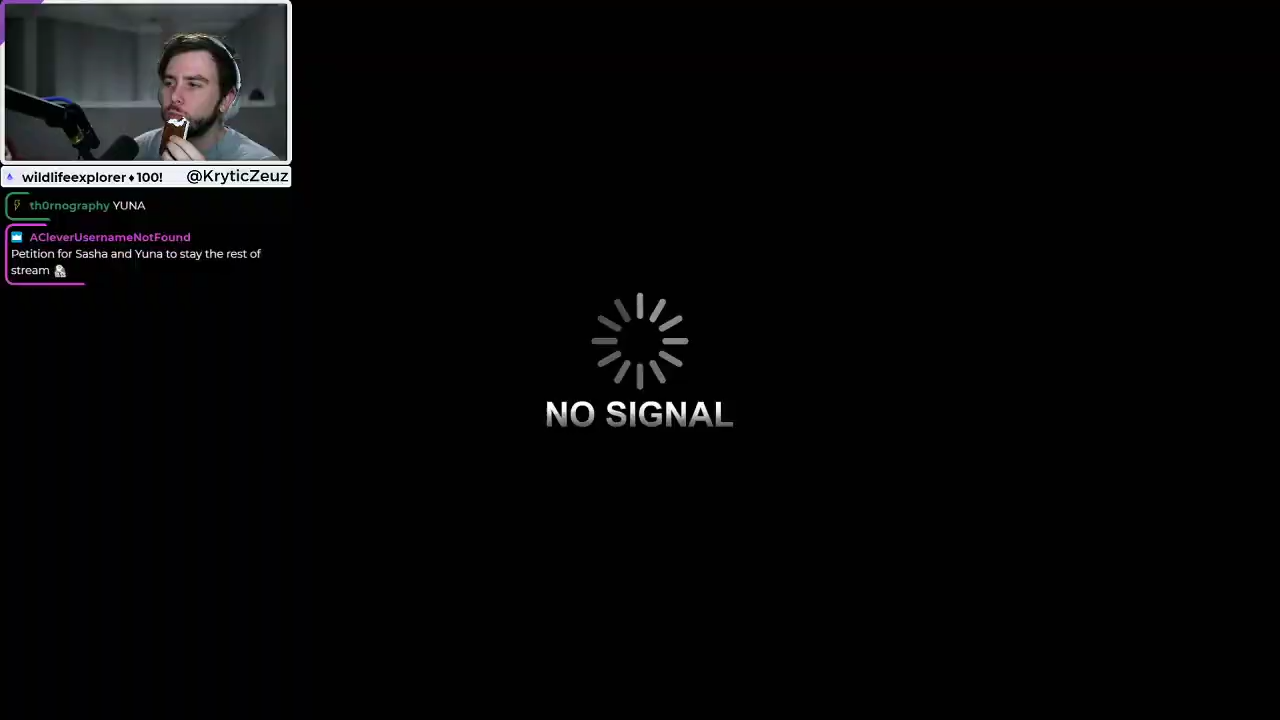 wildlifeexplorer ♦ 100! @KryticZeuz
th0rnography YUNA
ACleverUsernameNotFound
Petition for Sasha and Yuna to stay the rest of
stream
NO SIGNAL